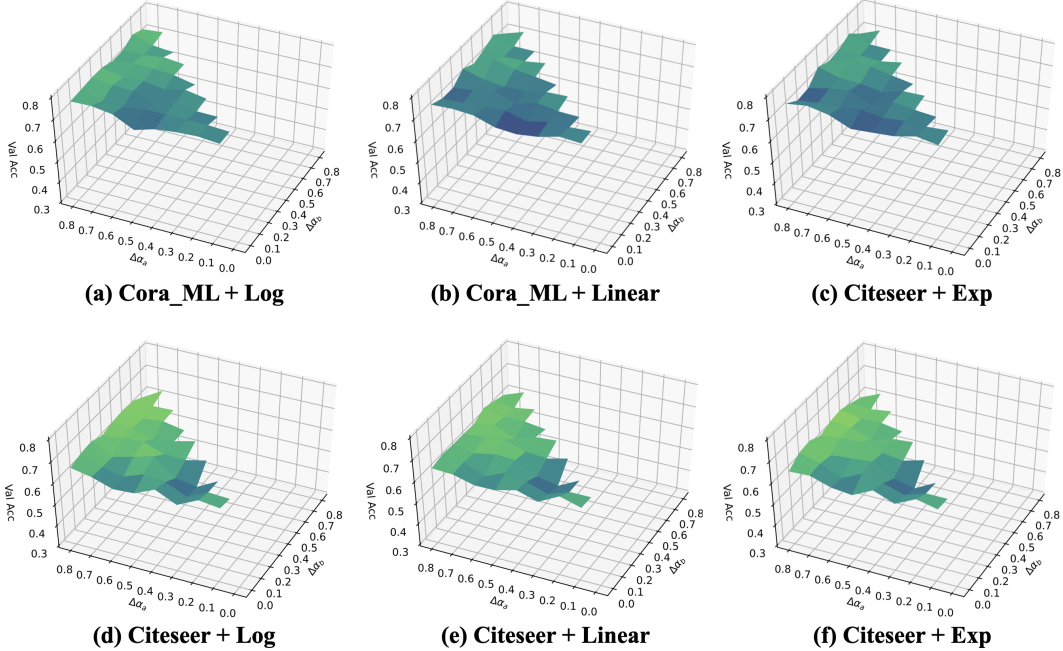 0.8
0.7
0.6
0.5
0.4
0.3
Val Acc
0.8 0.7 0.6 0.5 0.4 0.3 0.2 0.1 0.0
Δαₐ
0.0 0.1 0.2 0.3 0.4 0.5 0.6 0.7 0.8
Δα_b
(a) Cora_ML + Log
0.8
0.7
0.6
0.5
0.4
0.3
Val Acc
0.8 0.7 0.6 0.5 0.4 0.3 0.2 0.1 0.0
Δαₐ
0.0 0.1 0.2 0.3 0.4 0.5 0.6 0.7 0.8
Δα_b
(b) Cora_ML + Linear
0.8
0.7
0.6
0.5
0.4
0.3
Val Acc
0.8 0.7 0.6 0.5 0.4 0.3 0.2 0.1 0.0
Δαₐ
0.0 0.1 0.2 0.3 0.4 0.5 0.6 0.7 0.8
Δα_b
(c) Citeseer + Exp
0.8
0.7
0.6
0.5
0.4
0.3
Val Acc
0.8 0.7 0.6 0.5 0.4 0.3 0.2 0.1 0.0
Δαₐ
0.0 0.1 0.2 0.3 0.4 0.5 0.6 0.7 0.8
Δα_b
(d) Citeseer + Log
0.8
0.7
0.6
0.5
0.4
0.3
Val Acc
0.8 0.7 0.6 0.5 0.4 0.3 0.2 0.1 0.0
Δαₐ
0.0 0.1 0.2 0.3 0.4 0.5 0.6 0.7 0.8
Δα_b
(e) Citeseer + Linear
0.8
0.7
0.6
0.5
0.4
0.3
Val Acc
0.8 0.7 0.6 0.5 0.4 0.3 0.2 0.1 0.0
Δαₐ
0.0 0.1 0.2 0.3 0.4 0.5 0.6 0.7 0.8
Δα_b
(f) Citeseer + Exp